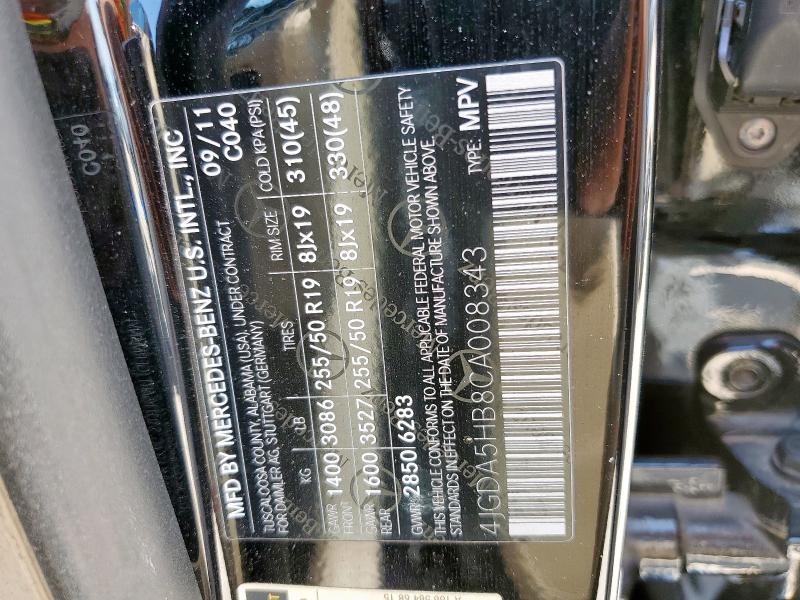 MFD BY MERCEDES-BENZ U.S. INTL., INC
TUSCALOOSA COUNTY, ALABAMA (USA), UNDER CONTRACT
FOR DAIMLER AG, STUTTGART (GERMANY)
09/11
C040
KG LB TIRES RIM SIZE COLD KPA(PSI)
GAWR FRONT 1400 3086 255/50 R19 8Jx19 310(45)
GAWR REAR 1600 3527 255/50 R19 8Jx19 330(48)
GVWR 2850 6283
THIS VEHICLE CONFORMS TO ALL APPLICABLE FEDERAL MOTOR VEHICLE SAFETY
STANDARDS IN EFFECT ON THE DATE OF MANUFACTURE SHOWN ABOVE.
4JGDA5HB8CA008343 TYPE: MPV
C040